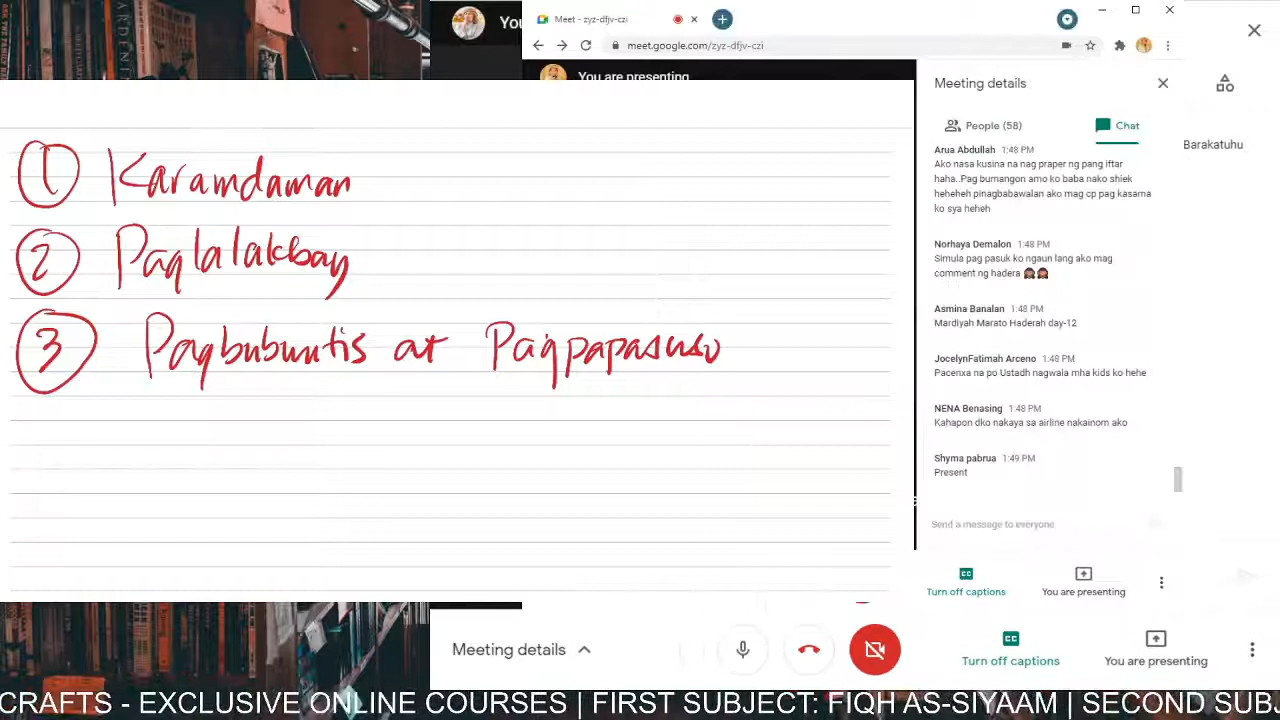 You
Meet - zyz-dfjv-czi
meet.google.com/zyz-dfjv-czi
You are presenting
① Karamdaman
② Paglalakbay
③ Pagbubuntis at Pagpapasuso
Meeting details
People (58)
Chat
Arua Abdullah 1:48 PM
Ako nasa kusina na nag praper ng pang iftar
haha..Pag bumangon amo ko baba nako shiek
heheheh pinagbabawalan ako mag cp pag kasama
ko sya heheh
Norhaya Demalon 1:48 PM
Simula pag pasuk ko ngaun lang ako mag
comment ng hadera
Asmina Banalan 1:48 PM
Mardiyah Marato Haderah day-12
JocelynFatimah Arceno 1:48 PM
Pacenxa na po Ustadh nagwala mha kids ko hehe
NENA Benasing 1:48 PM
Kahapon dko nakaya sa airline nakainom ako
Shyma pabrua 1:49 PM
Present
Send a message to everyone
Turn off captions
You are presenting
Barakatuhu
Meeting details
Turn off captions
You are presenting
CRAFTS - EXCLUSIVE ONLINE COURSES | FIRST SUBJECT: FIQH AS-SIYAAM | SECOND SUBJ